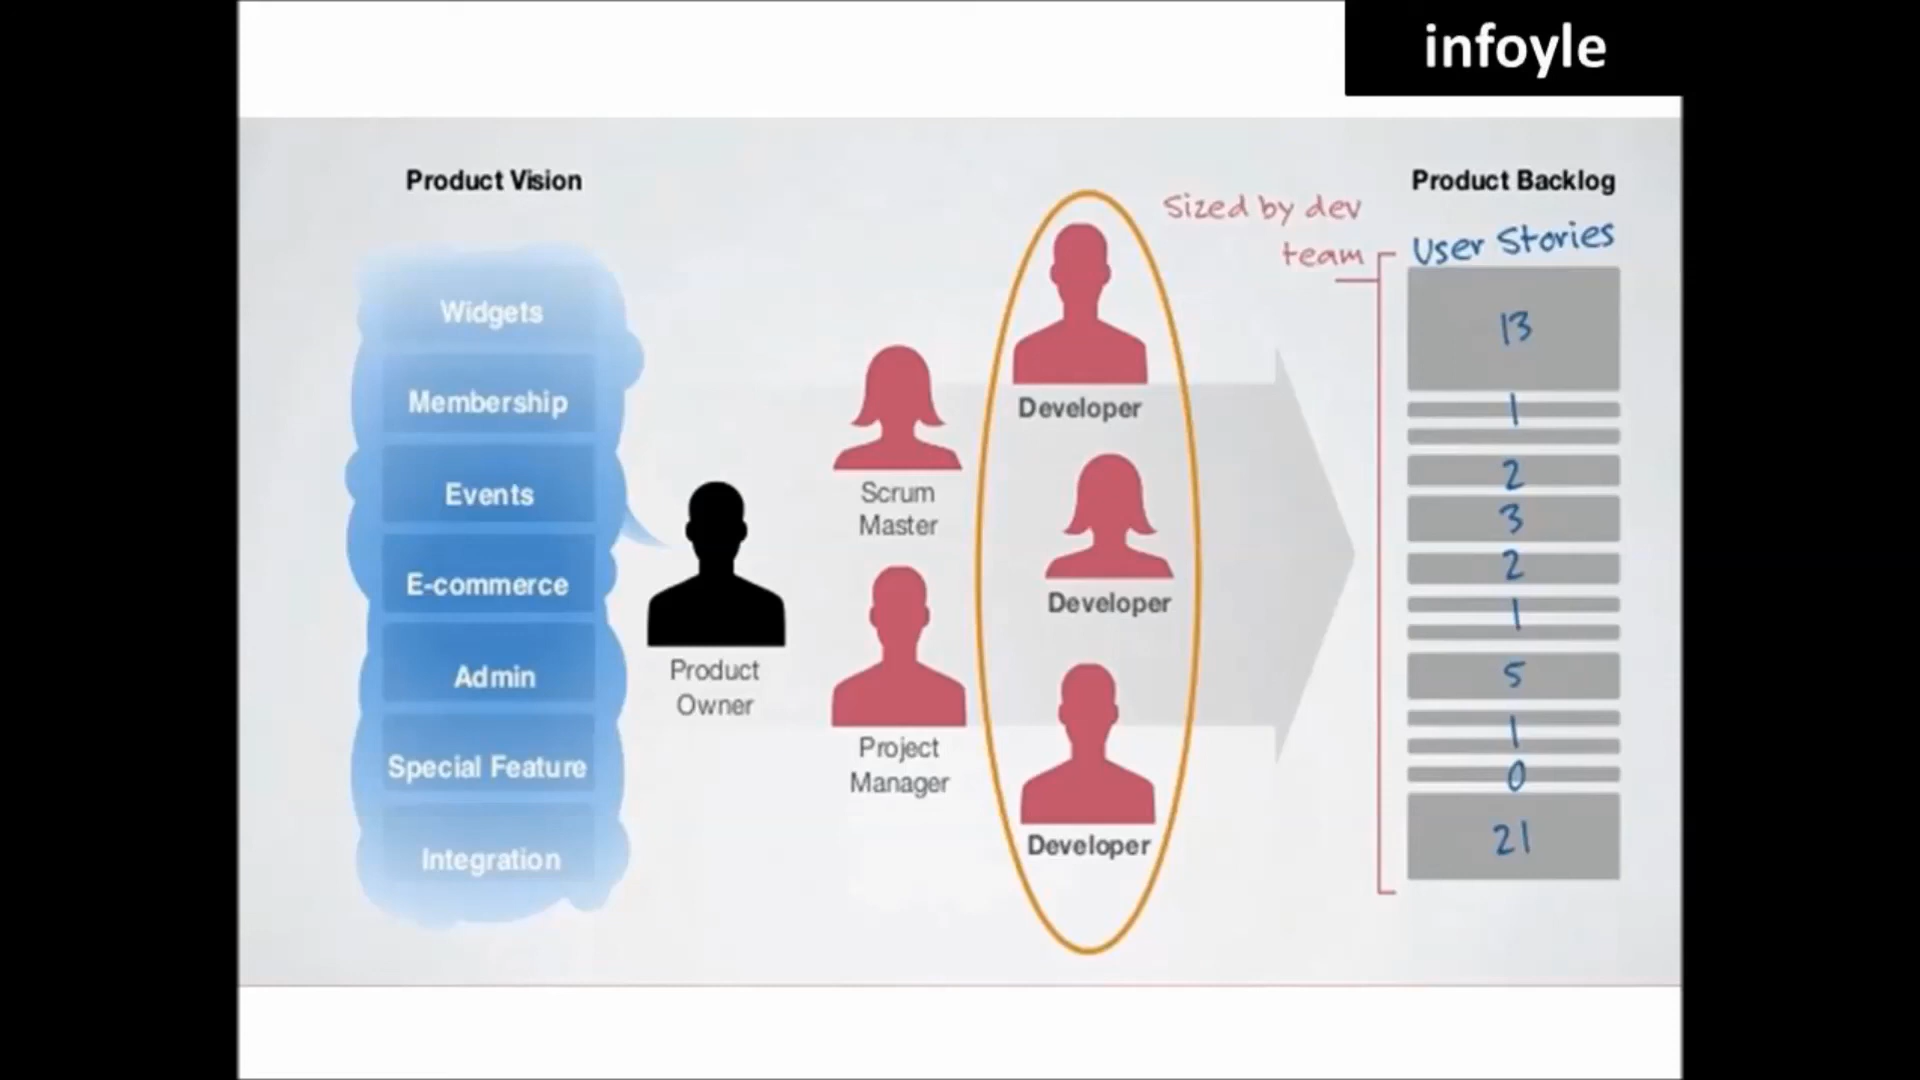 infoyle
Product Vision
Widgets
Membership
Events
E-commerce
Admin
Special Feature
Integration
Product
Owner
Scrum
Master
Project
Manager
Developer
Developer
Developer
Sized by dev
team
Product Backlog
User Stories
13
1
2
3
2
1
5
1
0
21